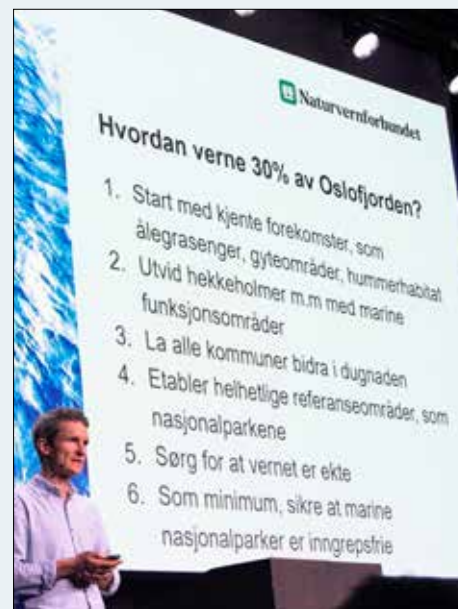 Naturvernforbundet
Hvordan verne 30% av Oslofjorden?
1. Start med kjente forekomster, som
ålegrasenger, gyteområder, hummerhabitat
2. Utvid hekkeholmer m.m med marine
funksjonsområder
3. La alle kommuner bidra i dugnaden
4. Etabler helhetlige referanseområder, som
nasjonalparkene
5. Sørg for at vernet er ekte
6. Som minimum, sikre at marine
nasjonalparker er inngrepsfrie